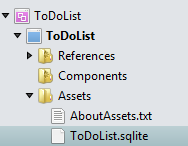 ToDoList
ToDoList
References
Components
Assets
AboutAssets.txt
ToDoList.sqlite